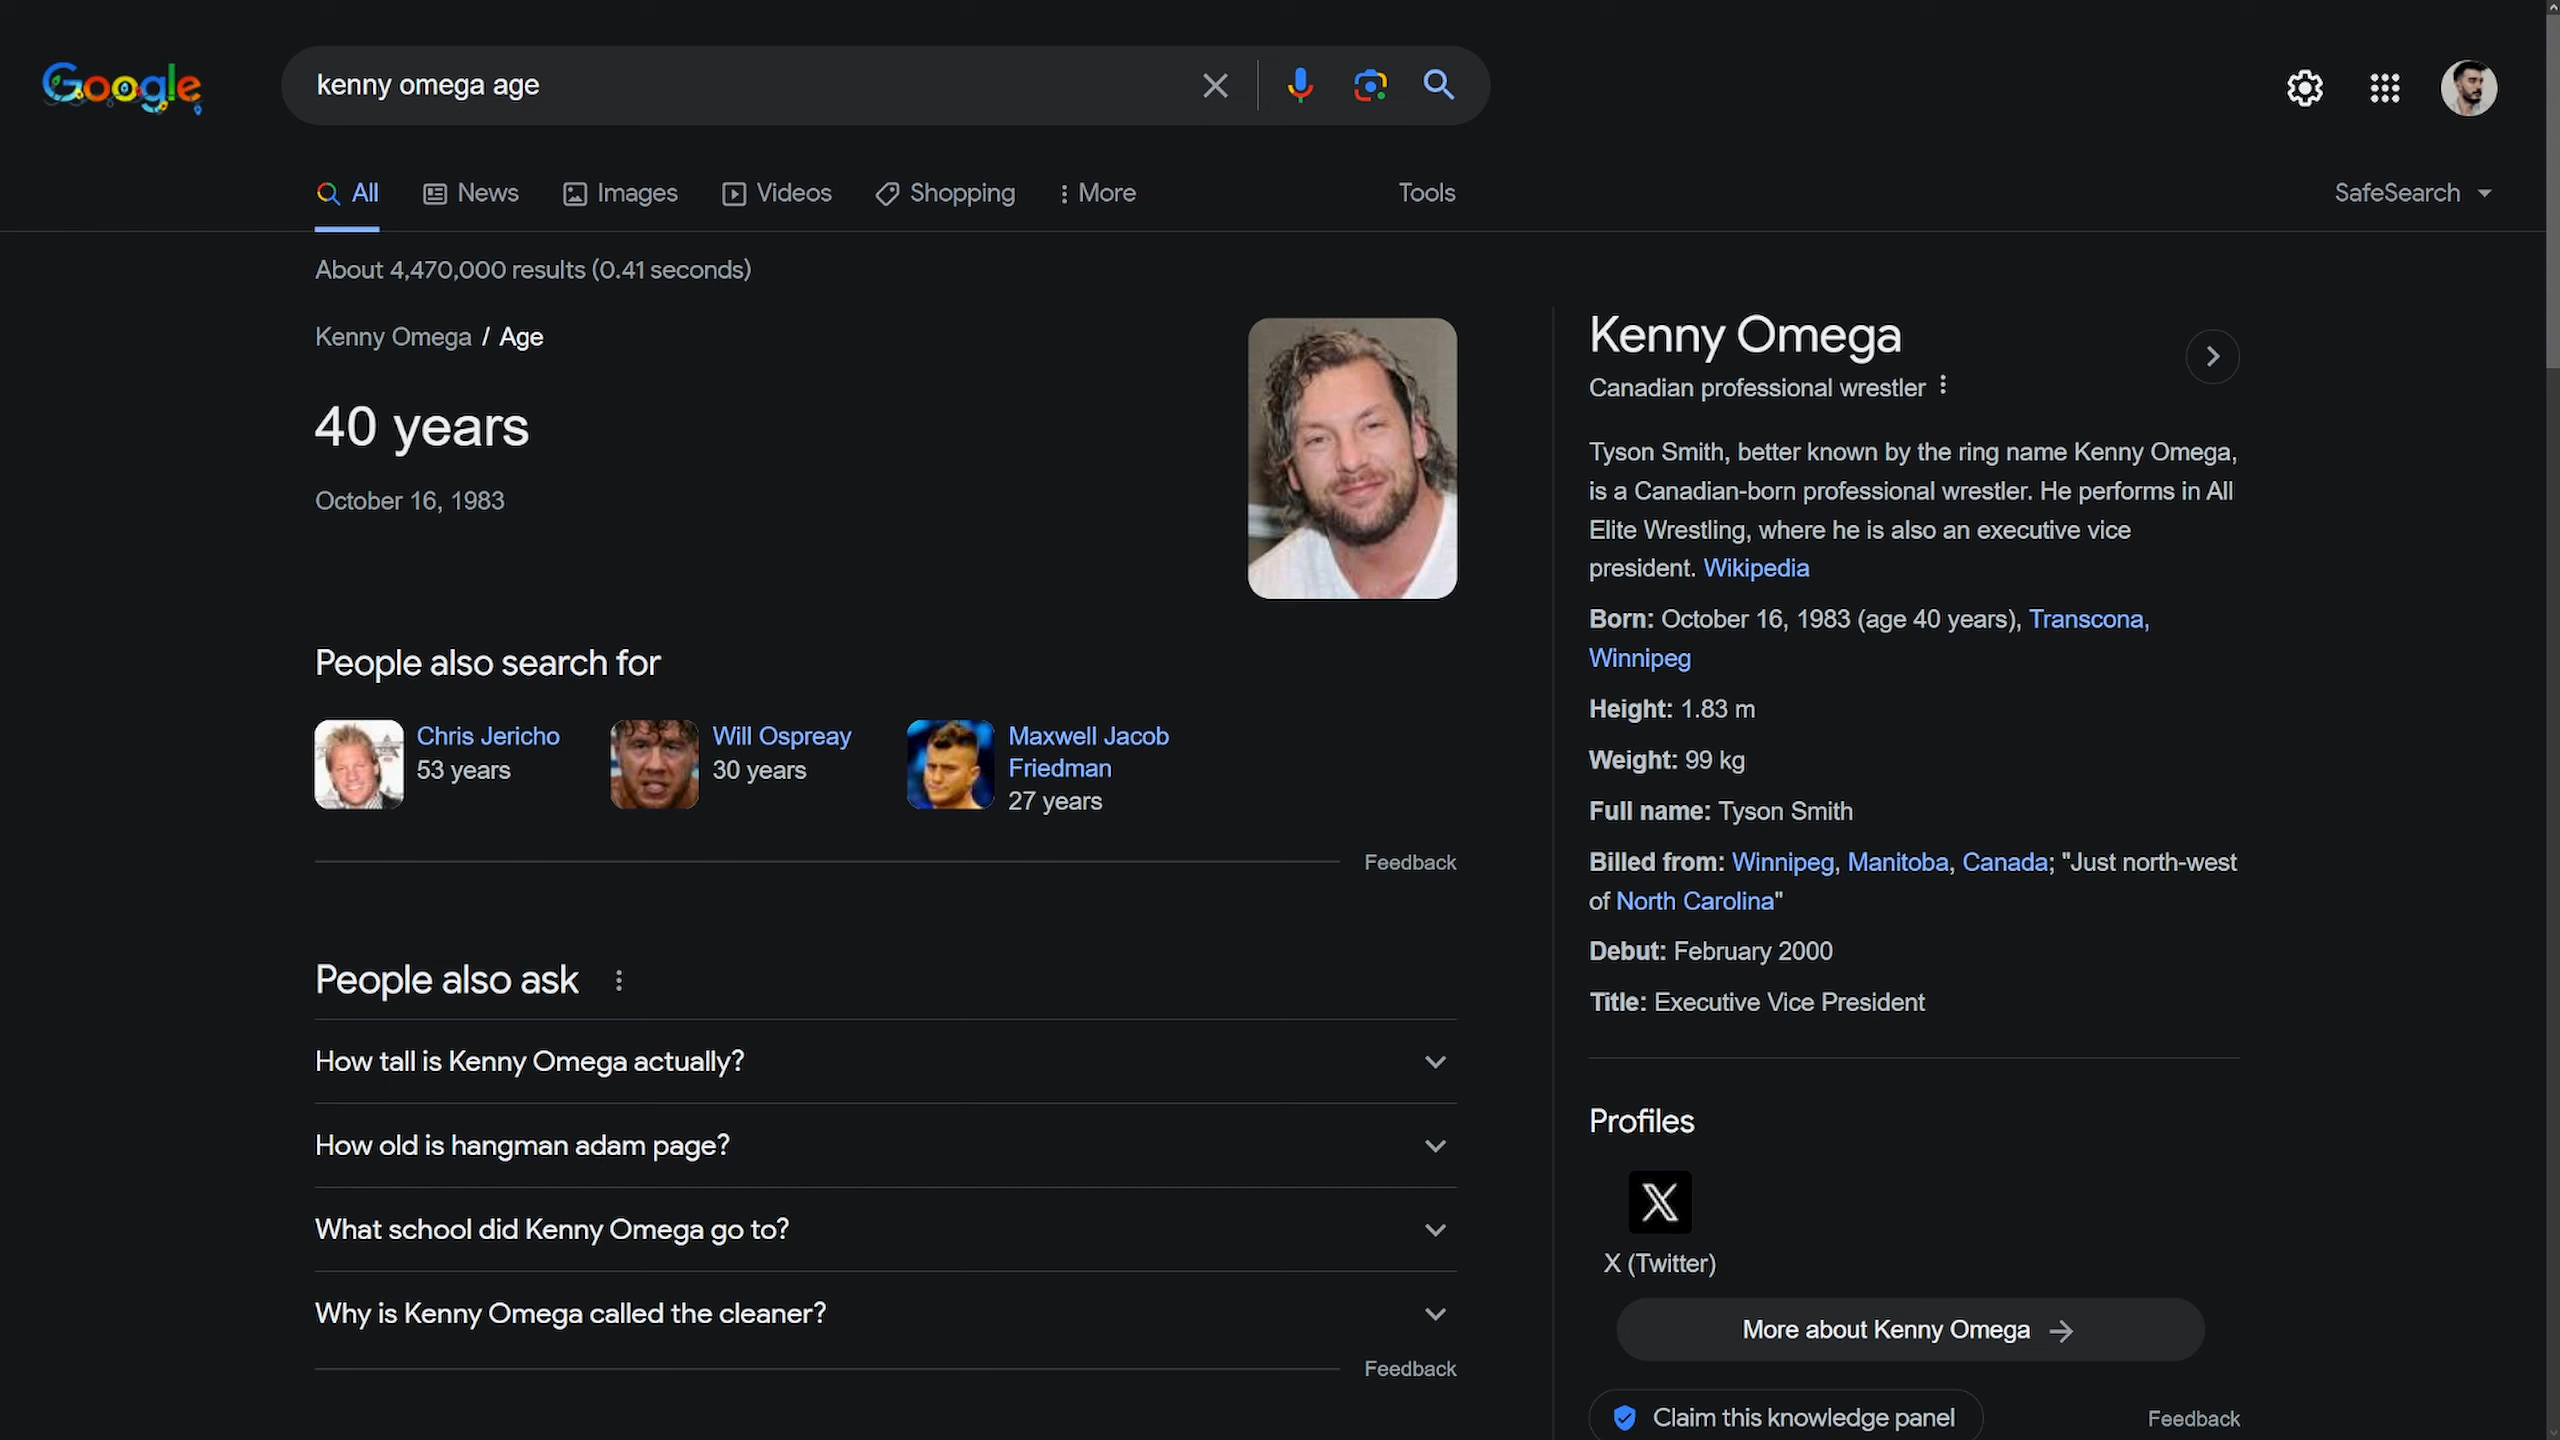 Google
kenny omega age
All
News
Images
Videos
Shopping
More
Tools
SafeSearch
About 4,470,000 results (0.41 seconds)
Kenny Omega / Age
40 years
October 16, 1983
People also search for
Chris Jericho
53 years
Will Ospreay
30 years
Maxwell Jacob
Friedman
27 years
Feedback
People also ask
How tall is Kenny Omega actually?
How old is hangman adam page?
What school did Kenny Omega go to?
Why is Kenny Omega called the cleaner?
Feedback
Kenny Omega
Canadian professional wrestler
Tyson Smith, better known by the ring name Kenny Omega,
is a Canadian-born professional wrestler. He performs in All
Elite Wrestling, where he is also an executive vice
president. Wikipedia
Born: October 16, 1983 (age 40 years), Transcona,
Winnipeg
Height: 1.83 m
Weight: 99 kg
Full name: Tyson Smith
Billed from: Winnipeg, Manitoba, Canada; "Just north-west
of North Carolina"
Debut: February 2000
Title: Executive Vice President
Profiles
X (Twitter)
More about Kenny Omega
Claim this knowledge panel
Feedback